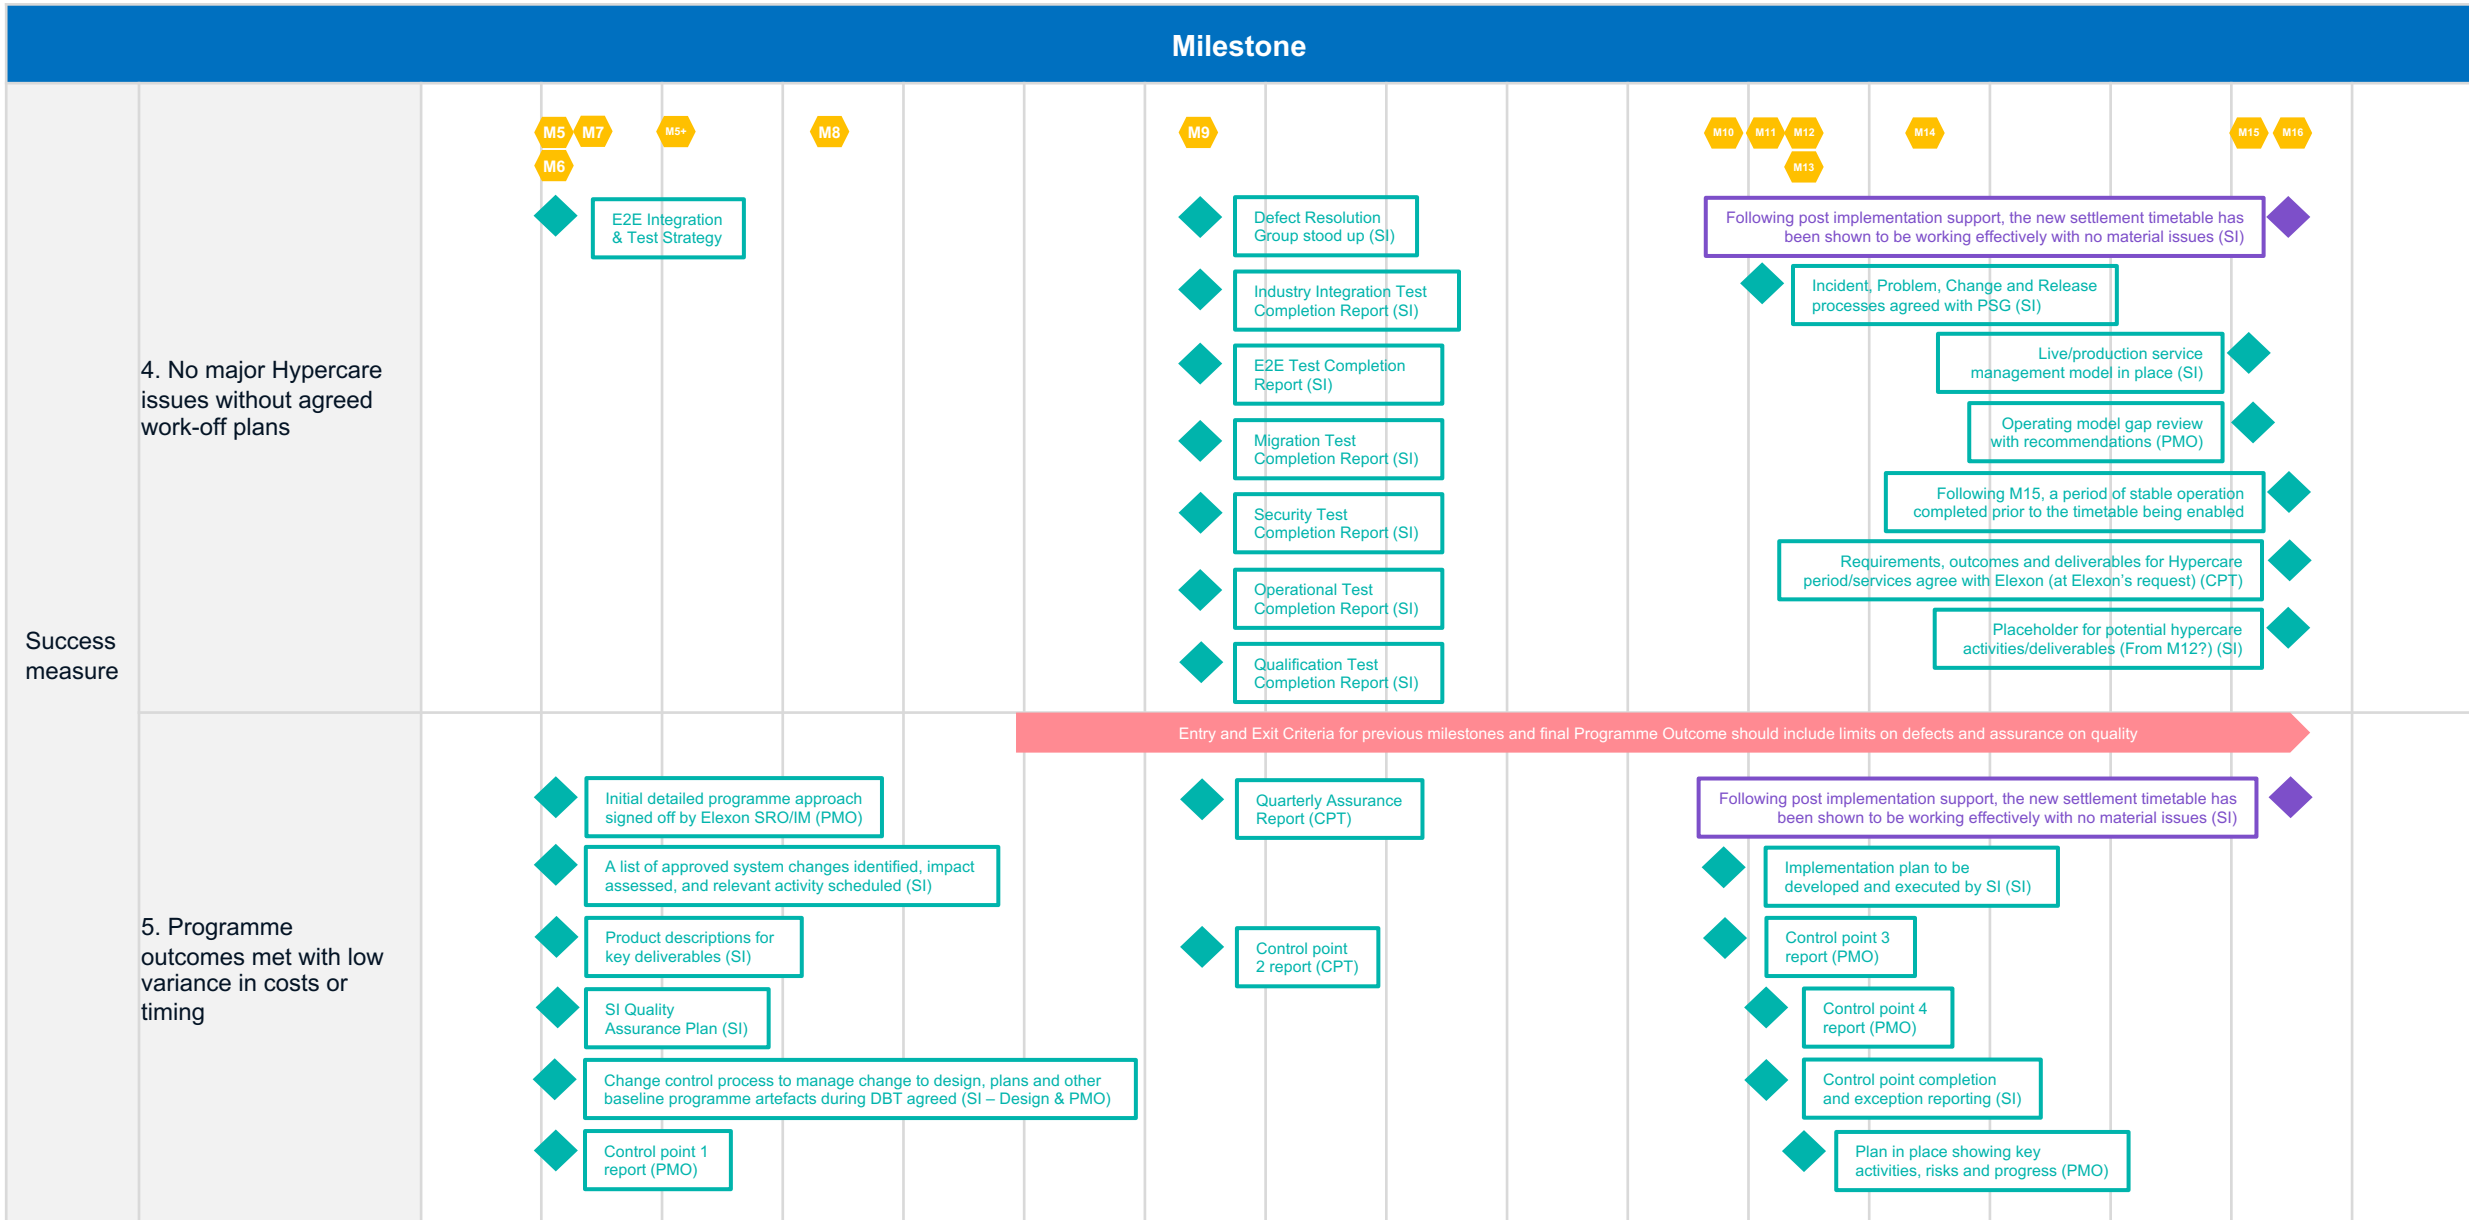 Milestone
M5
M7
M5+
M8
M9
M10
M11
M12
M14
M15
M16
M6
M13
Success
measure
4. No major Hypercare
issues without agreed
work-off plans
E2E Integration
& Test Strategy
Defect Resolution
Group stood up (SI)
Industry Integration Test
Completion Report (SI)
E2E Test Completion
Report (SI)
Migration Test
Completion Report (SI)
Security Test
Completion Report (SI)
Operational Test
Completion Report (SI)
Qualification Test
Completion Report (SI)
Following post implementation support, the new settlement timetable has
been shown to be working effectively with no material issues (SI)
Incident, Problem, Change and Release
processes agreed with PSG (SI)
Live/production service
management model in place (SI)
Operating model gap review
with recommendations (PMO)
Following M15, a period of stable operation
completed prior to the timetable being enabled
Requirements, outcomes and deliverables for Hypercare
period/services agree with Elexon (at Elexon's request) (CPT)
Placeholder for potential hypercare
activities/deliverables (From M12?) (SI)
Entry and Exit Criteria for previous milestones and final Programme Outcome should include limits on defects and assurance on quality
5. Programme
outcomes met with low
variance in costs or
timing
Initial detailed programme approach
signed off by Elexon SRO/IM (PMO)
A list of approved system changes identified, impact
assessed, and relevant activity scheduled (SI)
Product descriptions for
key deliverables (SI)
SI Quality
Assurance Plan (SI)
Change control process to manage change to design, plans and other
baseline programme artefacts during DBT agreed (SI – Design & PMO)
Control point 1
report (PMO)
Quarterly Assurance
Report (CPT)
Control point
2 report (CPT)
Following post implementation support, the new settlement timetable has
been shown to be working effectively with no material issues (SI)
Implementation plan to be
developed and executed by SI (SI)
Control point 3
report (PMO)
Control point 4
report (PMO)
Control point completion
and exception reporting (SI)
Plan in place showing key
activities, risks and progress (PMO)